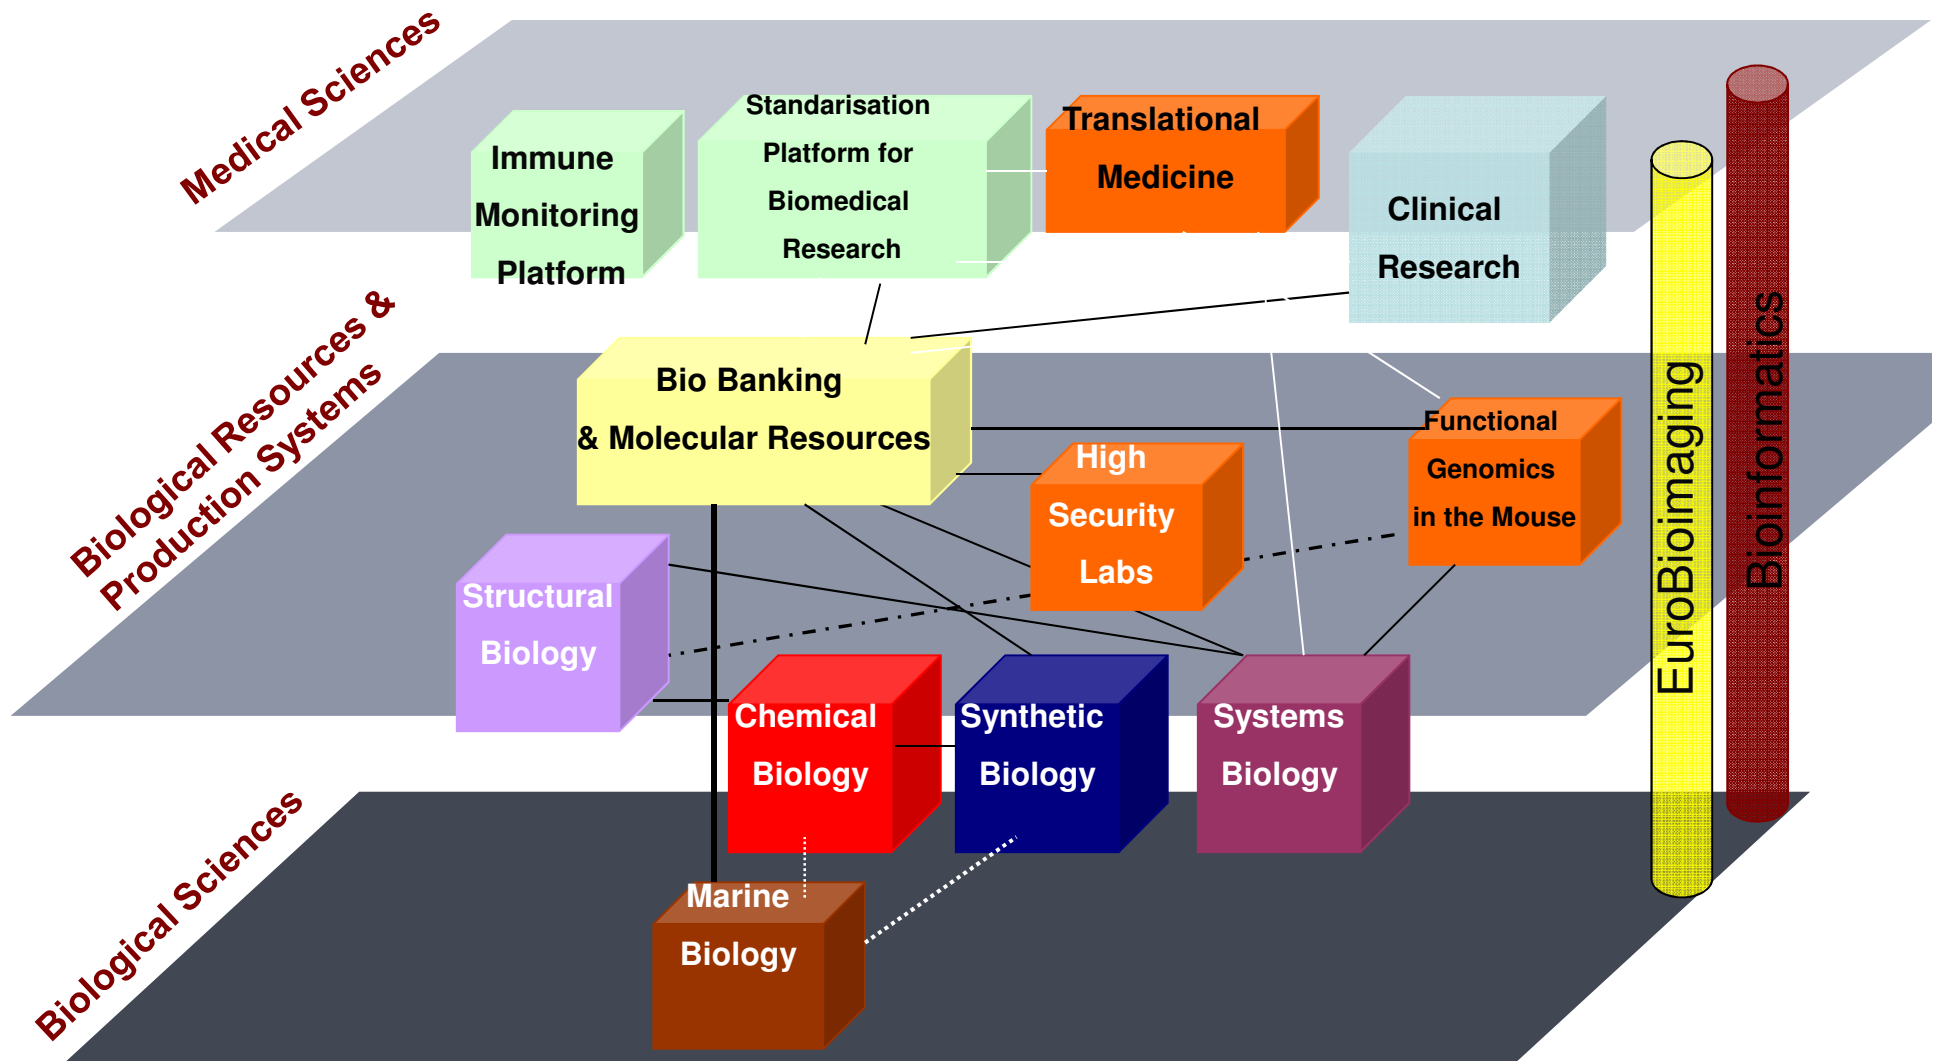 Medical Sciences
Immune
Monitoring
Platform
Standarisation
Platform for
Biomedical
Research
Translational
Medicine
Clinical
Research
Biological Resources &
Production Systems
Bio Banking
& Molecular Resources
High
Security
Labs
Functional
Genomics
in the Mouse
Structural
Biology
Chemical
Biology
Synthetic
Biology
Systems
Biology
Biological Sciences
Marine
Biology
EuroBioimaging
Bioinformatics